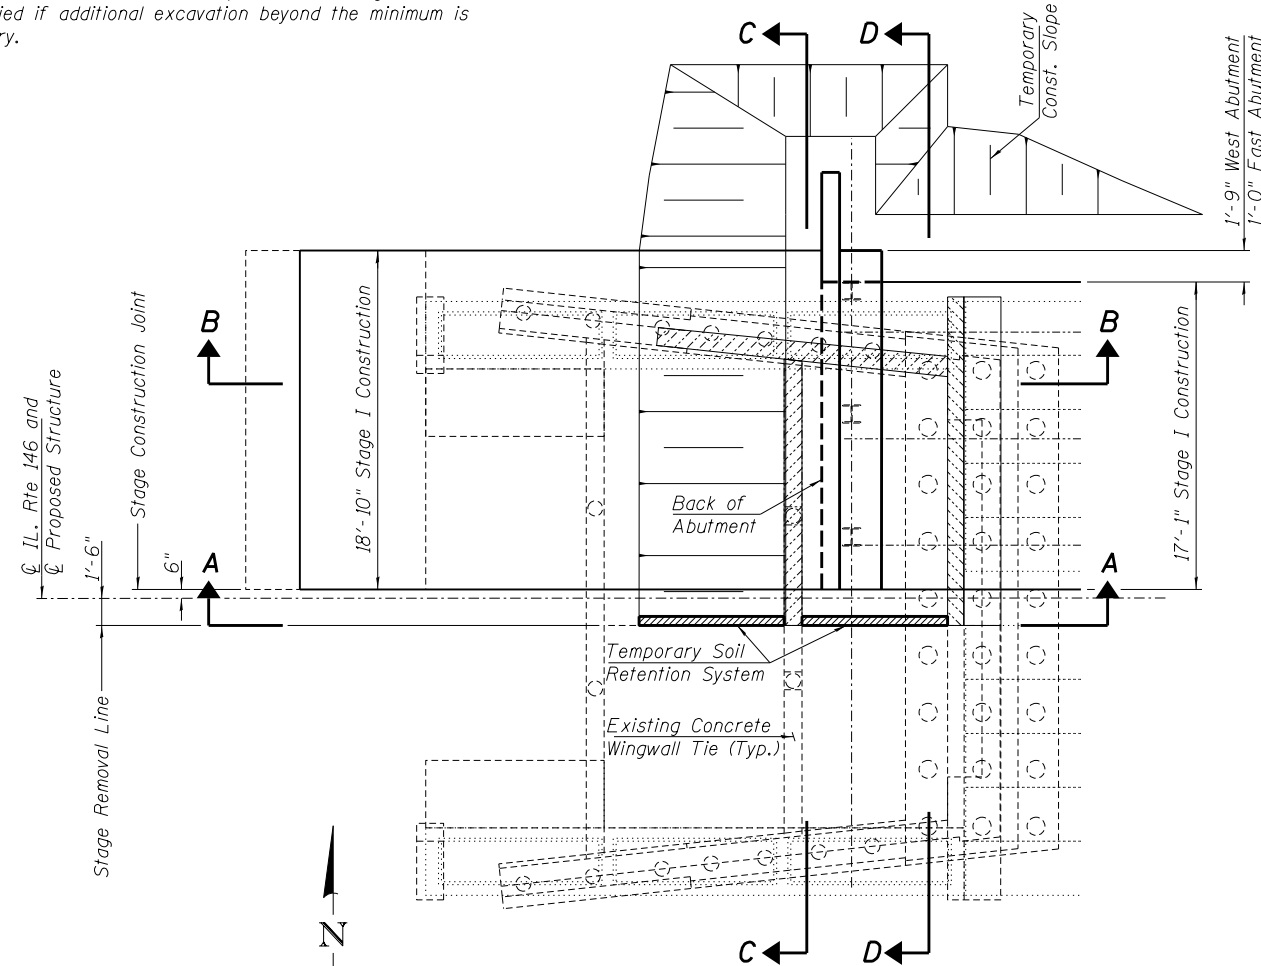 if additional excavation beyond the minimum is
C
D
Temporary
Const. Slope
1'-9" West Abutment
1'-0" East Abutment
B
B
℄ IL. Rte 146 and
℄ Proposed Structure
Stage Construction Joint
18'-10" Stage I Construction
17'-1" Stage I Construction
Back of
Abutment
1'-6"
6"
A
A
Temporary Soil
Retention System
Existing Concrete
Wingwall Tie (Typ.)
Stage Removal Line
N
C
D